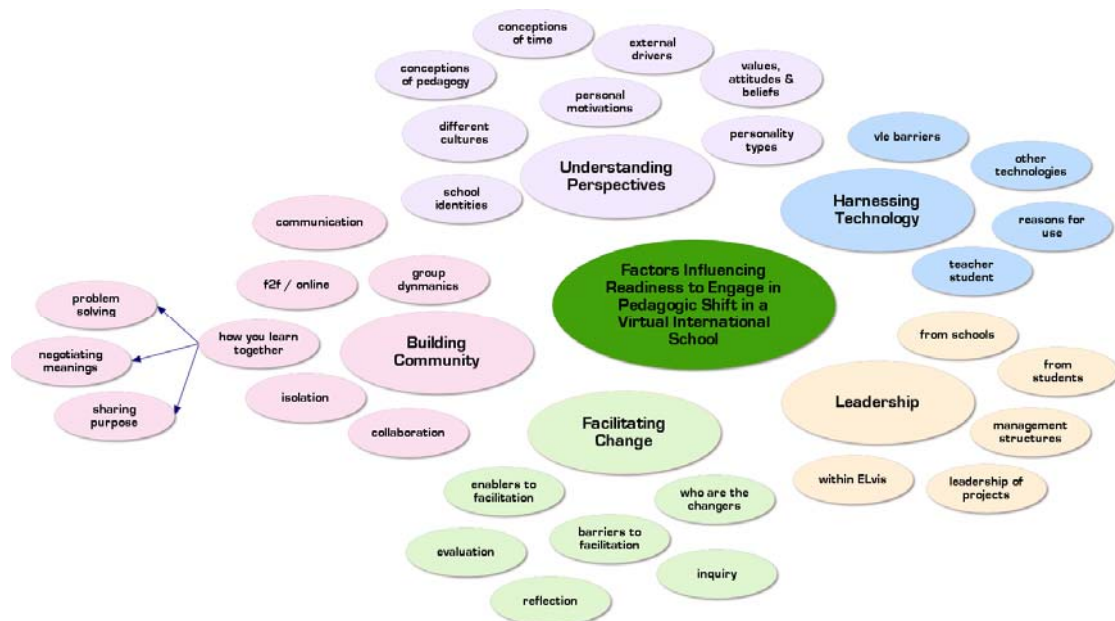 conceptions
of time
external
drivers
conceptions
of pedagogy
values,
attitudes &
beliefs
personal
motivations
different
cultures
personality
types
Understanding
Perspectives
school
identities
vle barriers
other
technologies
Harnessing
Technology
reasons for
use
teacher
student
communication
f2f / online
group
dynmanics
problem
solving
how you learn
together
negotiating
meanings
sharing
purpose
Building
Community
isolation
collaboration
Factors Influencing
Readiness to Engage in
Pedagogic Shift in a
Virtual International
School
from schools
from
students
Leadership
management
structures
within ELvis
leadership of
projects
Facilitating
Change
enablers to
facilitation
who are the
changers
barriers to
facilitation
evaluation
inquiry
reflection